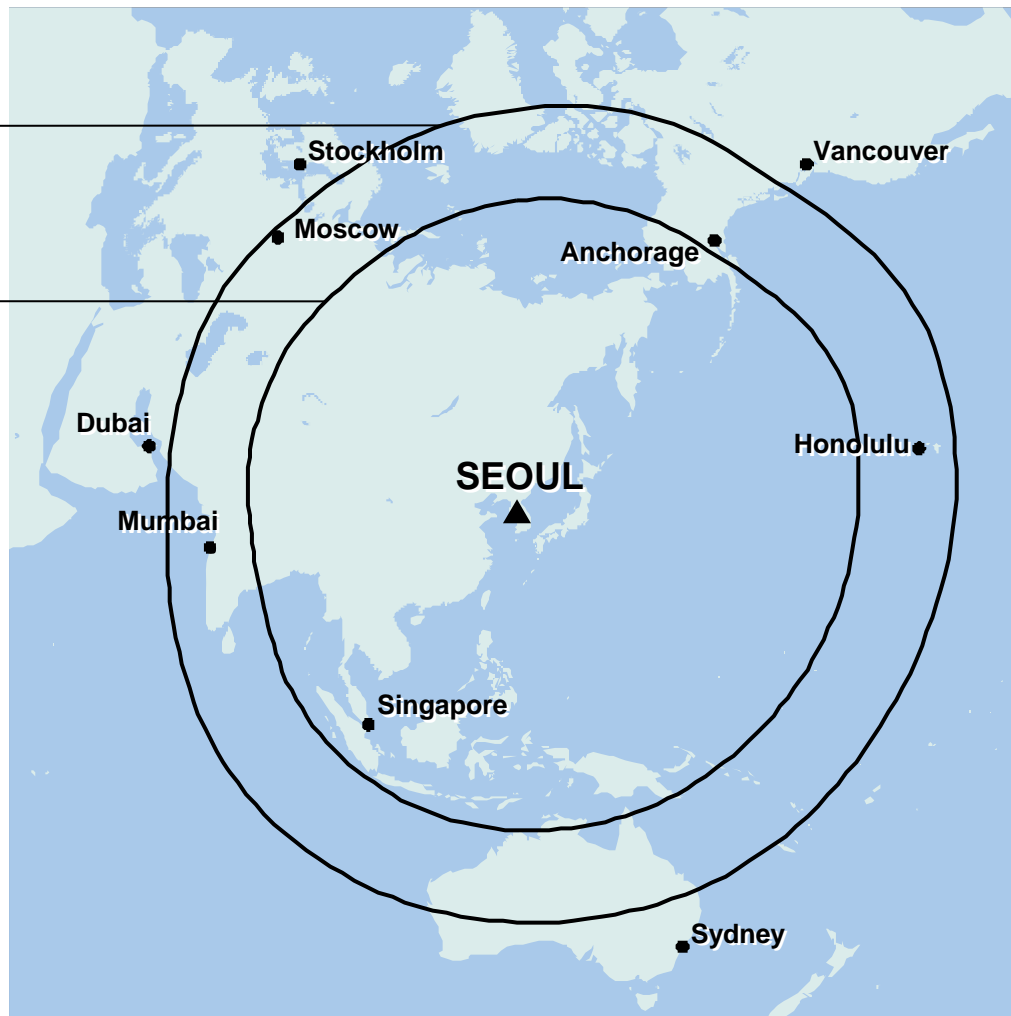 Stockholm
Vancouver
Moscow
Anchorage
Dubai
Honolulu
SEOUL
Mumbai
Singapore
Sydney